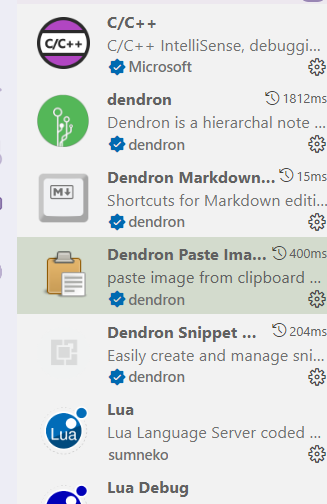 C/C++
C/C++
C/C++ IntelliSense, debuggi...
Microsoft
dendron 1812ms
Dendron is a hierarchal note ...
dendron
M
Dendron Markdown... 15ms
Shortcuts for Markdown editi...
dendron
Dendron Paste Ima... 400ms
paste image from clipboard ...
dendron
Dendron Snippet ... 204ms
Easily create and manage sni...
dendron
Lua
Lua
Lua Language Server coded ...
sumneko
Lua Debug